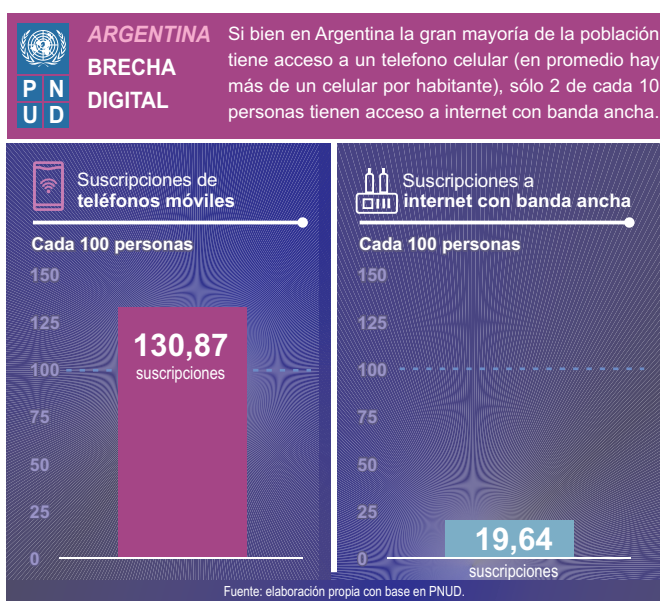 P N
U D
ARGENTINA
BRECHA
DIGITAL
Si bien en Argentina la gran mayoría de la población
tiene acceso a un telefono celular (en promedio hay
más de un celular por habitante), sólo 2 de cada 10
personas tienen acceso a internet con banda ancha.
Suscripciones de
teléfonos móviles
Cada 100 personas
150
125
100
75
50
25
0
130,87
suscripciones
Suscripciones a
internet con banda ancha
Cada 100 personas
150
125
100
75
50
25
0
19,64
suscripciones
Fuente: elaboración propia con base en PNUD.